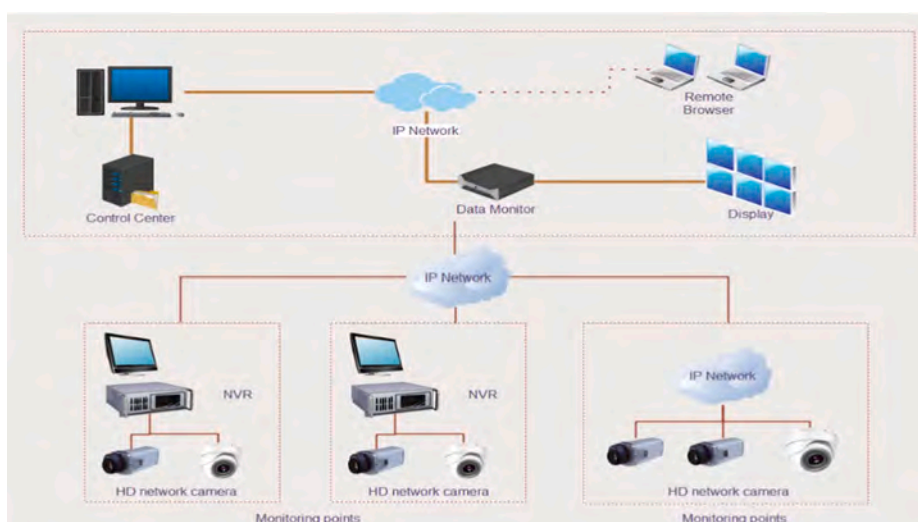 Remote
Browser
IP Network
Control Center
Data Monitor
Display
IP Network
NVR
NVR
IP Network
HD network camera
HD network camera
HD network camera
Monitoring points
Monitoring points